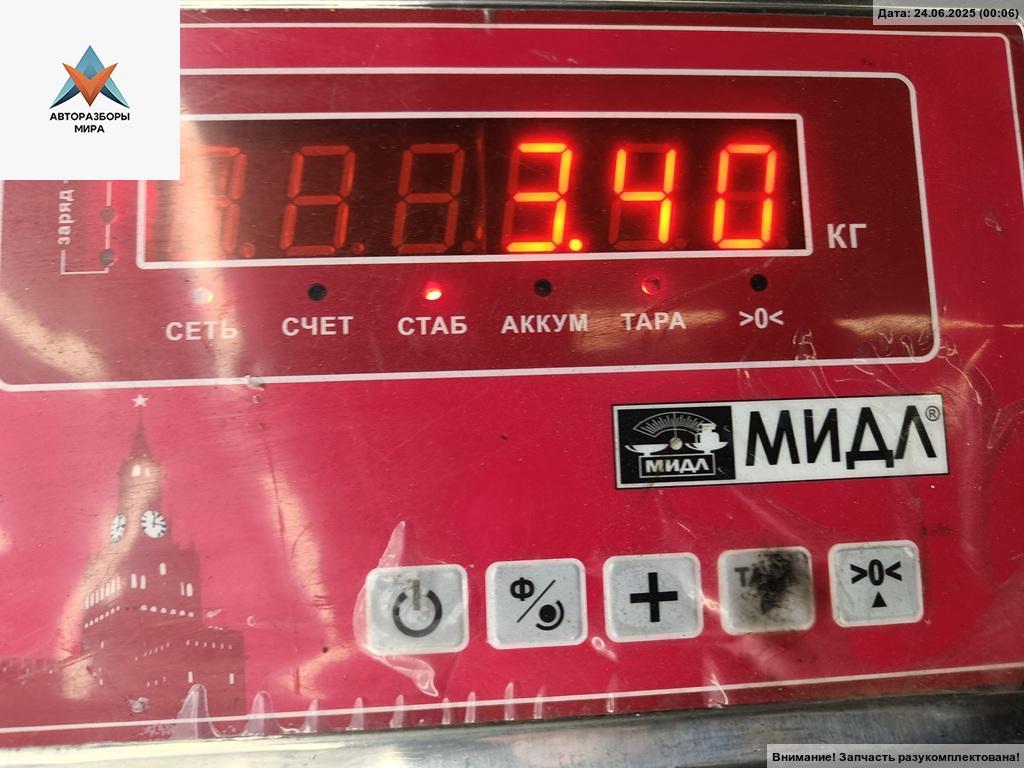 Дата: 24.06.2025 (00:06)
АВТОРАЗБОРЫ
МИРА
заряд
3.40
КГ
СЕТЬ СЧЕТ СТАБ АККУМ ТАРА >0<
МИДЛ МИДЛ®
Ф >0<
Внимание! Запчасть разукомплектована!